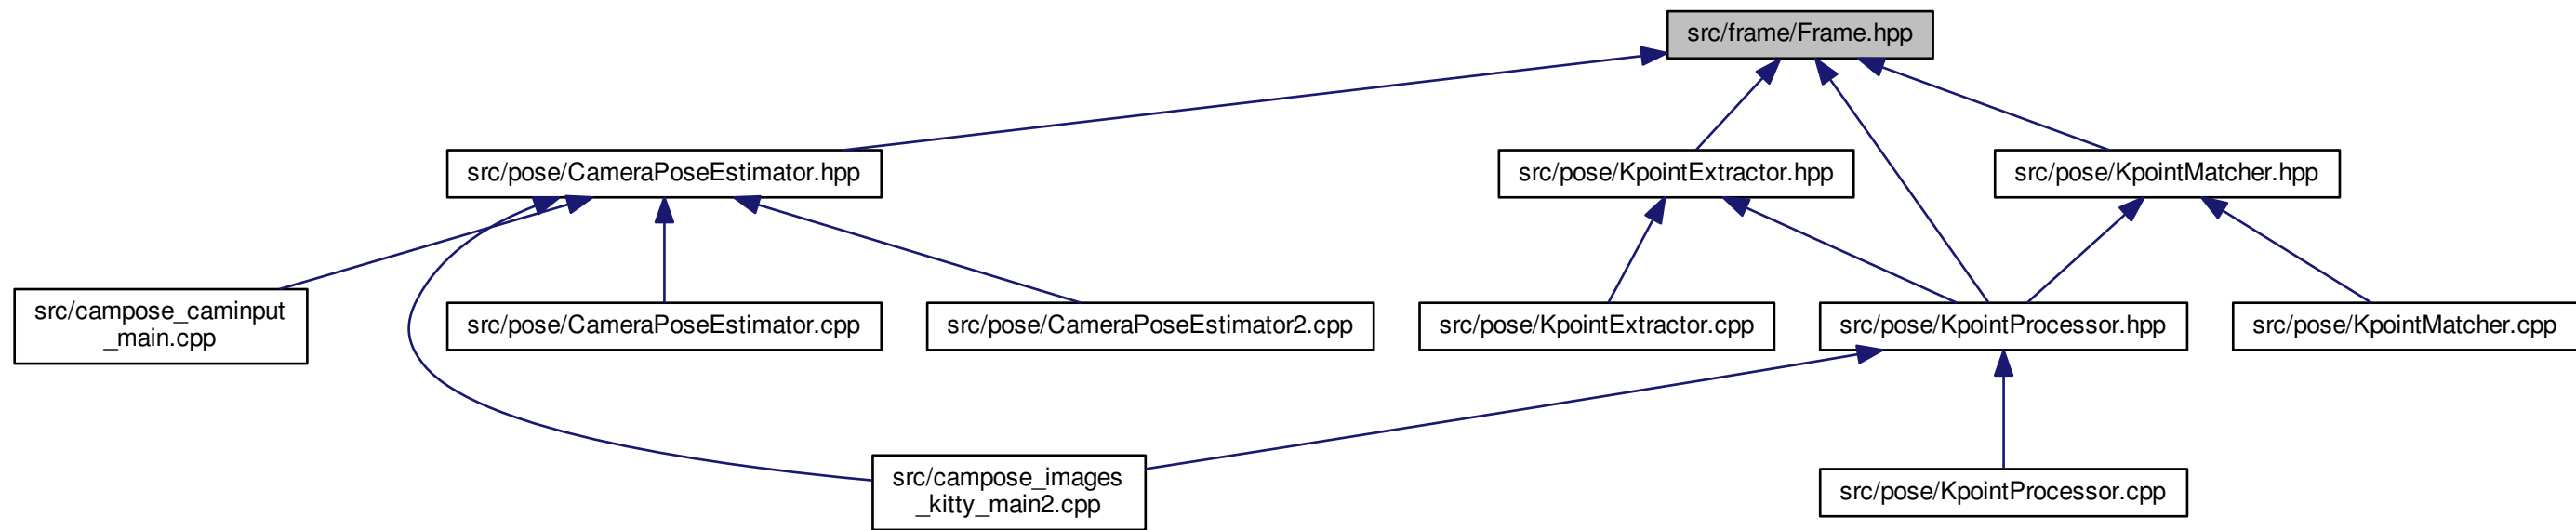 src/frame/Frame.hpp
src/pose/CameraPoseEstimator.hpp
src/pose/KpointExtractor.hpp
src/pose/KpointMatcher.hpp
src/campose_caminput
_main.cpp
src/pose/CameraPoseEstimator.cpp
src/pose/CameraPoseEstimator2.cpp
src/pose/KpointExtractor.cpp
src/pose/KpointProcessor.hpp
src/pose/KpointMatcher.cpp
src/campose_images
_kitty_main2.cpp
src/pose/KpointProcessor.cpp